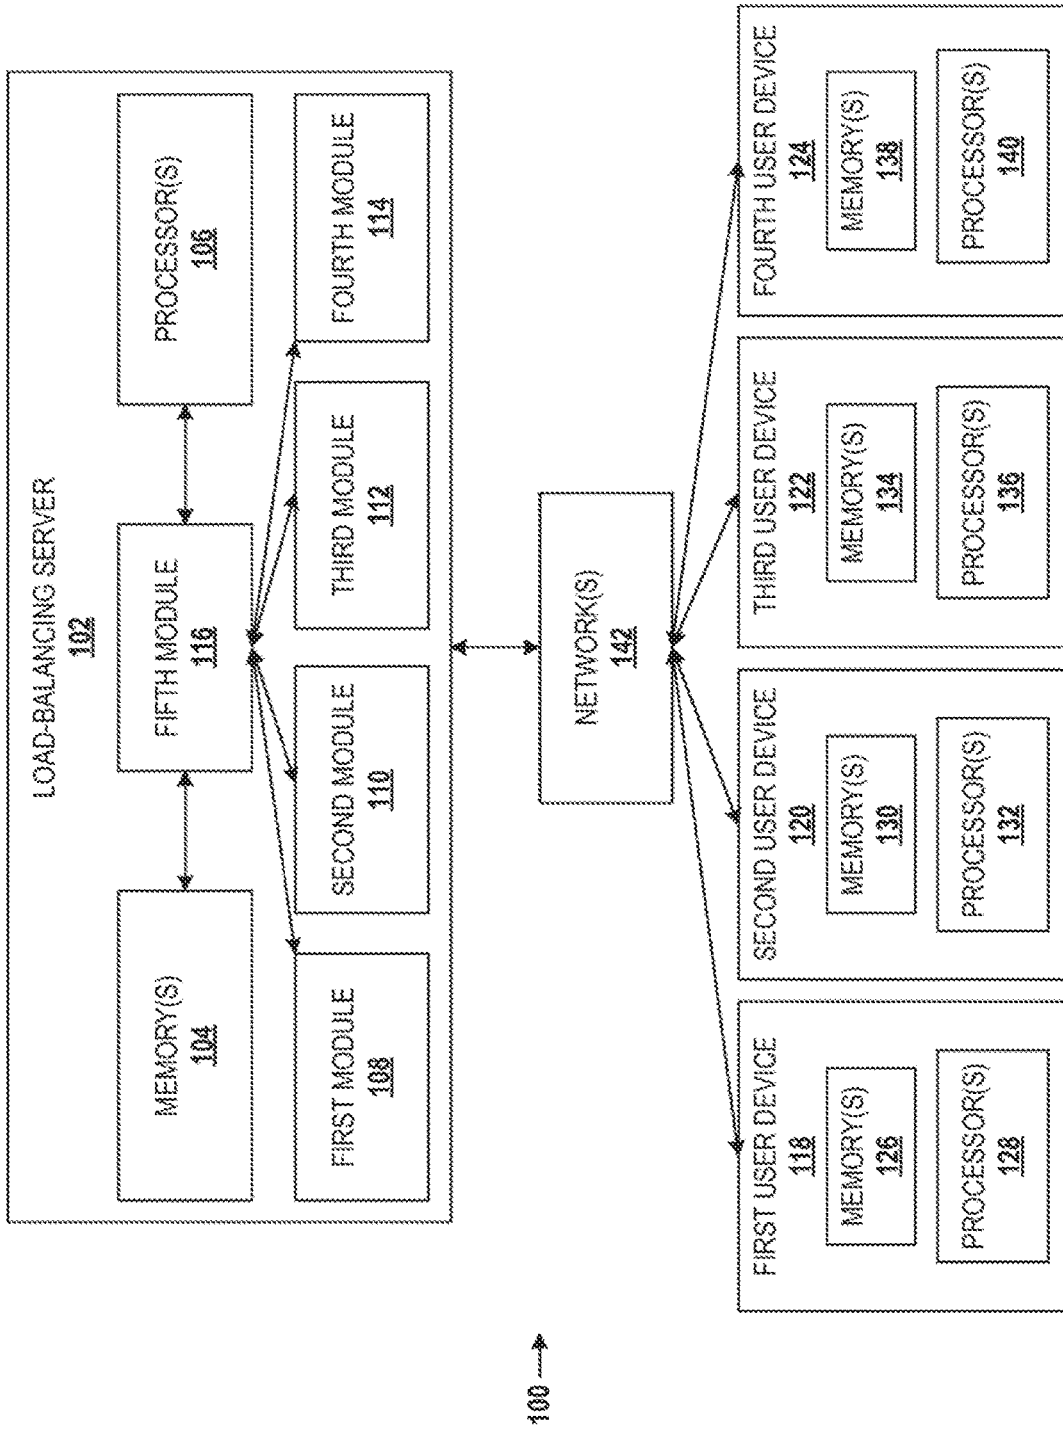 100
LOAD-BALANCING SERVER
102
MEMORY(S)
104
FIFTH MODULE
116
PROCESSOR(S)
106
FIRST MODULE
108
SECOND MODULE
110
THIRD MODULE
112
FOURTH MODULE
114
NETWORK(S)
142
FIRST USER DEVICE
118
MEMORY(S)
126
PROCESSOR(S)
128
SECOND USER DEVICE
120
MEMORY(S)
130
PROCESSOR(S)
132
THIRD USER DEVICE
122
MEMORY(S)
134
PROCESSOR(S)
136
FOURTH USER DEVICE
124
MEMORY(S)
138
PROCESSOR(S)
140